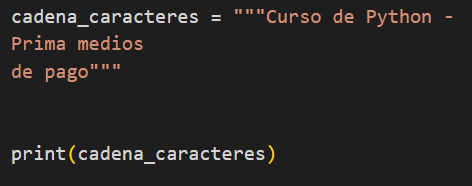 cadena_caracteres = """Curso de Python -
Prima medios
de pago"""
print(cadena_caracteres)